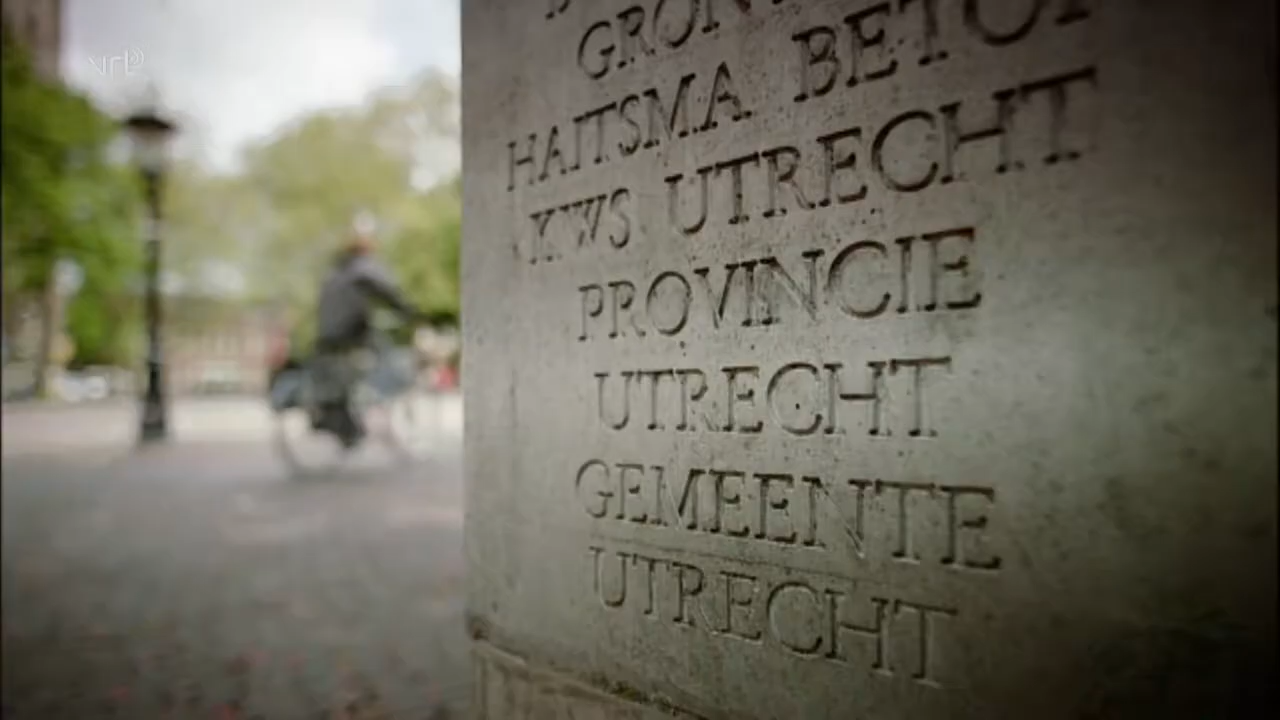 HAITSMA BETON
KWS UTRECHT
PROVINCIE
UTRECHT
GEMEENTE
UTRECHT